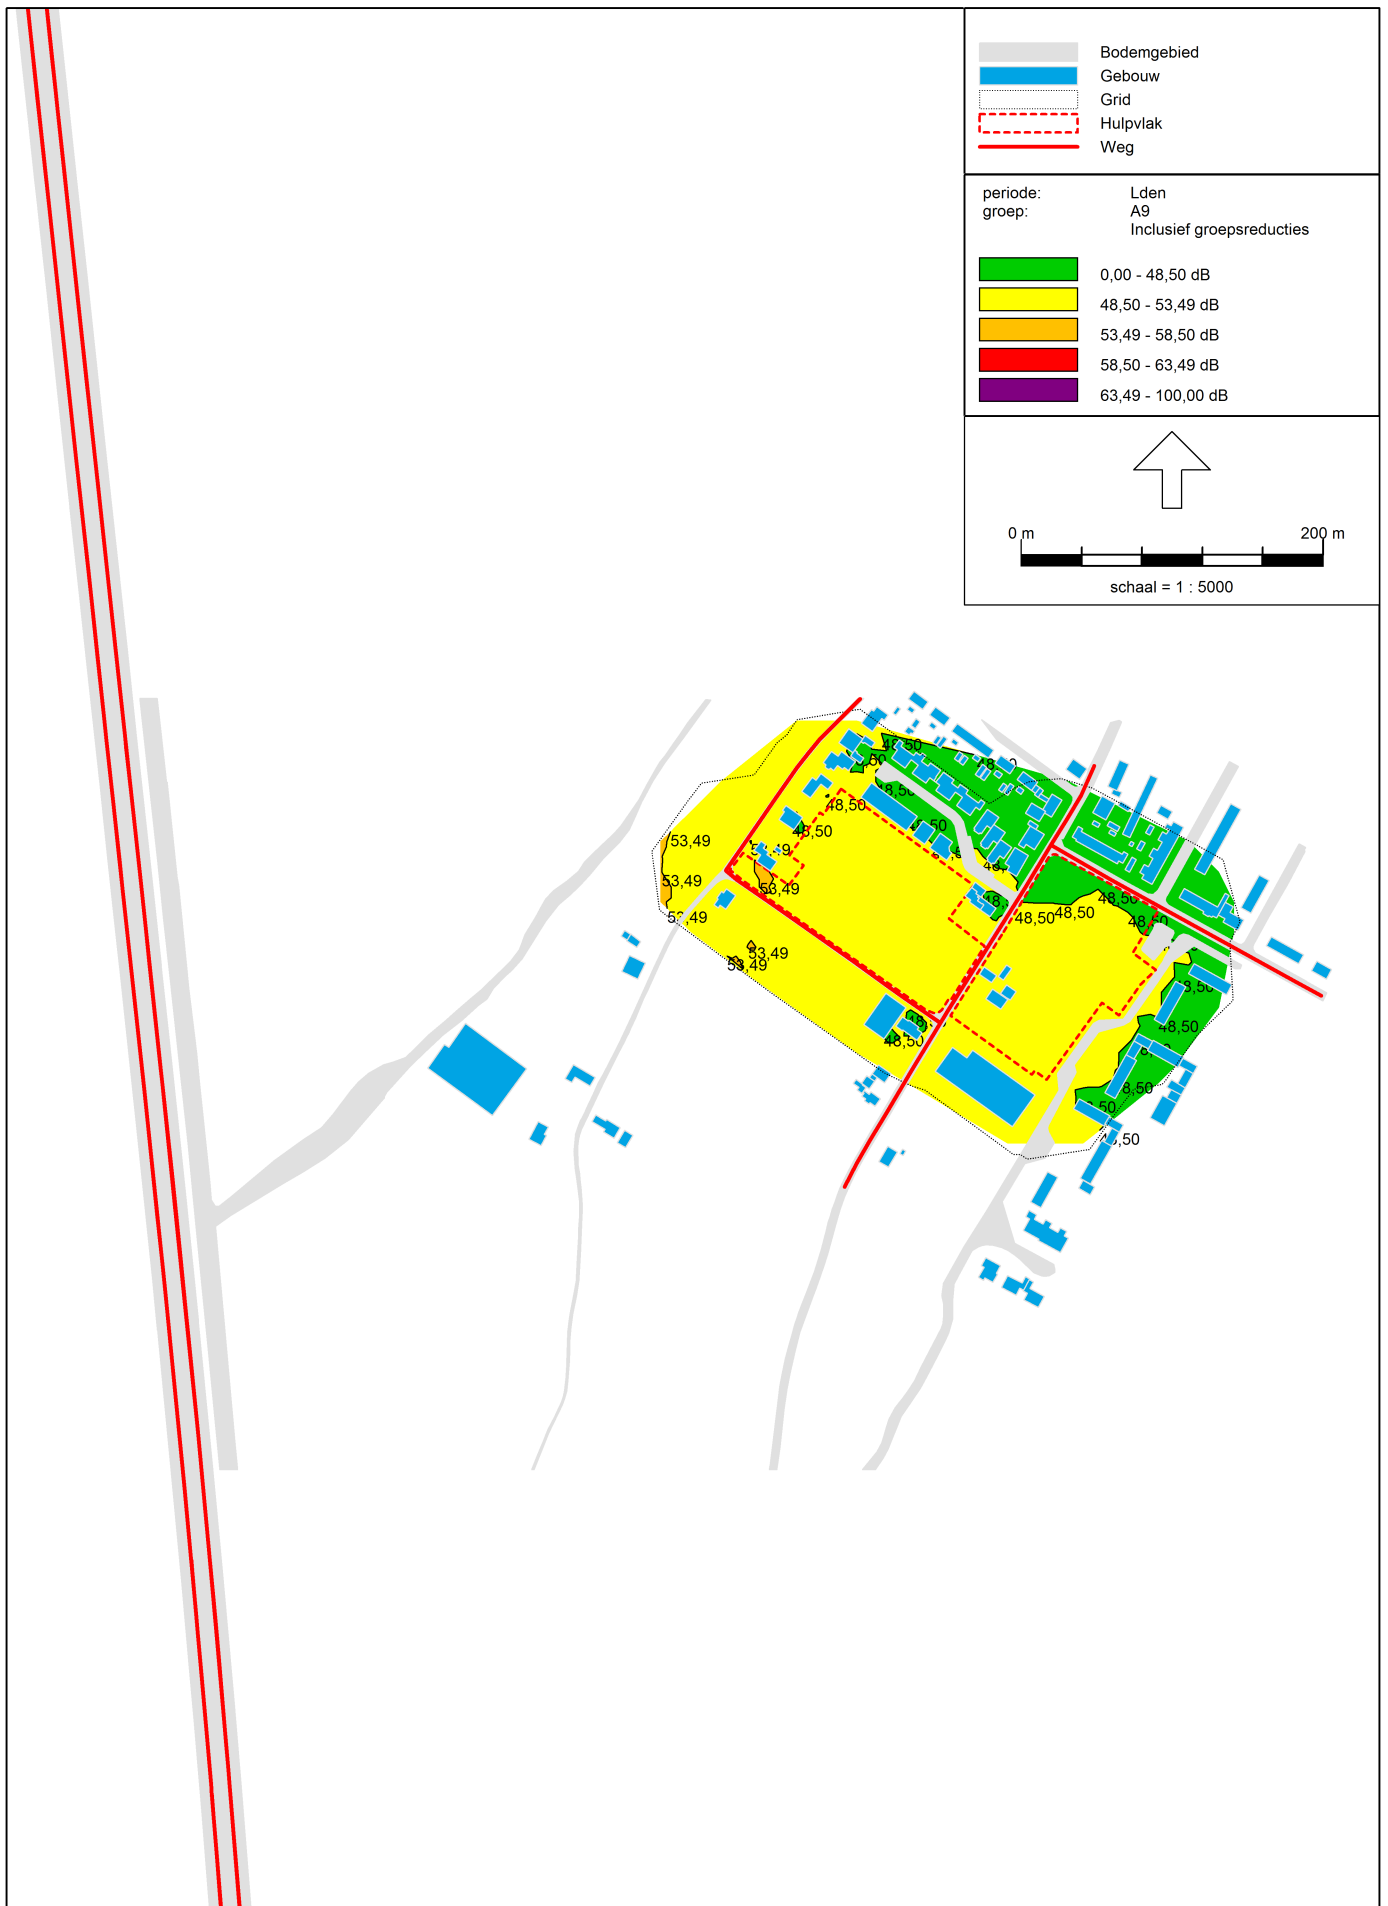 Bodemgebied
Gebouw
Grid
Hulpvlak
Weg
periode: Lden
groep: A9
Inclusief groepsreducties
0,00 - 48,50 dB
48,50 - 53,49 dB
53,49 - 58,50 dB
58,50 - 63,49 dB
63,49 - 100,00 dB
0 m 200 m
schaal = 1 : 5000
48,50
48,50
53,49
53,49
53,49
53,49
53,49
48,50
48,50
48,50
48,50
48,50
48,50
48,50